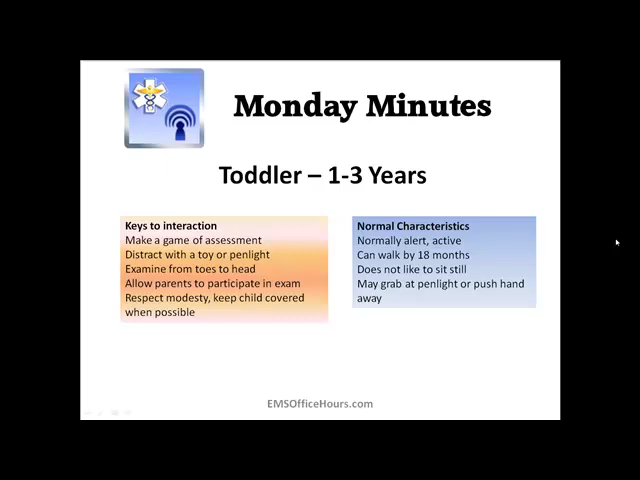 Monday Minutes
Toddler – 1-3 Years
Keys to interaction
Make a game of assessment
Distract with a toy or penlight
Examine from toes to head
Allow parents to participate in exam
Respect modesty, keep child covered
when possible
Normal Characteristics
Normally alert, active
Can walk by 18 months
Does not like to sit still
May grab at penlight or push hand
away
EMSOfficeHours.com